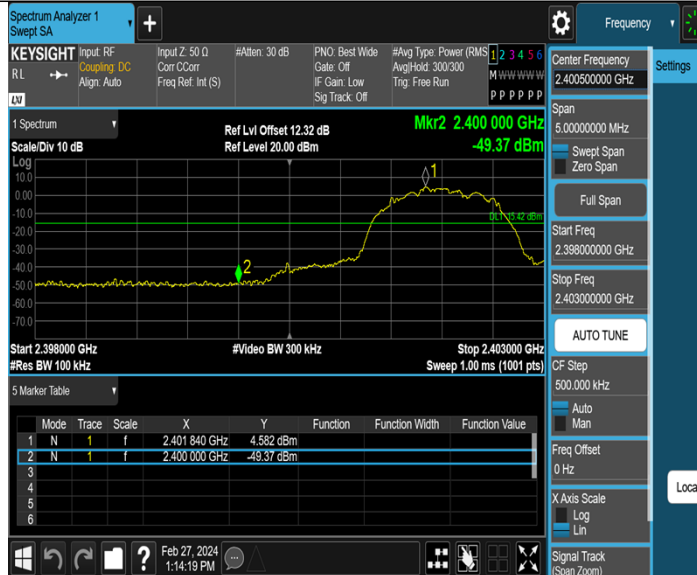 Spectrum Analyzer 1
Swept SA
+
Frequency
KEYSIGHT
RL
LXI
Input: RF
Coupling: DC
Align: Auto
Input Z: 50 Ω
Corr CCorr
Freq Ref: Int (S)
#Atten: 30 dB
PNO: Best Wide
Gate: Off
IF Gain: Low
Sig Track: Off
#Avg Type: Power (RMS
Avg|Hold: 300/300
Trig: Free Run
1 2 3 4 5 6
M W W W W W
P P P P P P
Center Frequency
2.400500000 GHz
Settings
1 Spectrum
Scale/Div 10 dB
Ref Lvl Offset 12.32 dB
Ref Level 20.00 dBm
Mkr2 2.400 000 GHz
-49.37 dBm
Span
5.00000000 MHz
Swept Span
Zero Span
Full Span
Log
10.0
0.00
-10.0
-20.0
-30.0
-40.0
-50.0
-60.0
-70.0
1
2
DL1 -15.42 dBm
Start Freq
2.398000000 GHz
Stop Freq
2.403000000 GHz
AUTO TUNE
Start 2.398000 GHz
#Video BW 300 kHz
Stop 2.403000 GHz
#Res BW 100 kHz
Sweep 1.00 ms (1001 pts)
CF Step
500.000 kHz
Auto
Man
5 Marker Table
Mode Trace Scale X Y Function Function Width Function Value
1 N 1 f 2.401 840 GHz 4.582 dBm
2 N 1 f 2.400 000 GHz -49.37 dBm
3
4
5
6
Freq Offset
0 Hz
X Axis Scale
Log
Lin
Loca
Signal Track
(Span Zoom)
?
Feb 27, 2024
1:14:19 PM